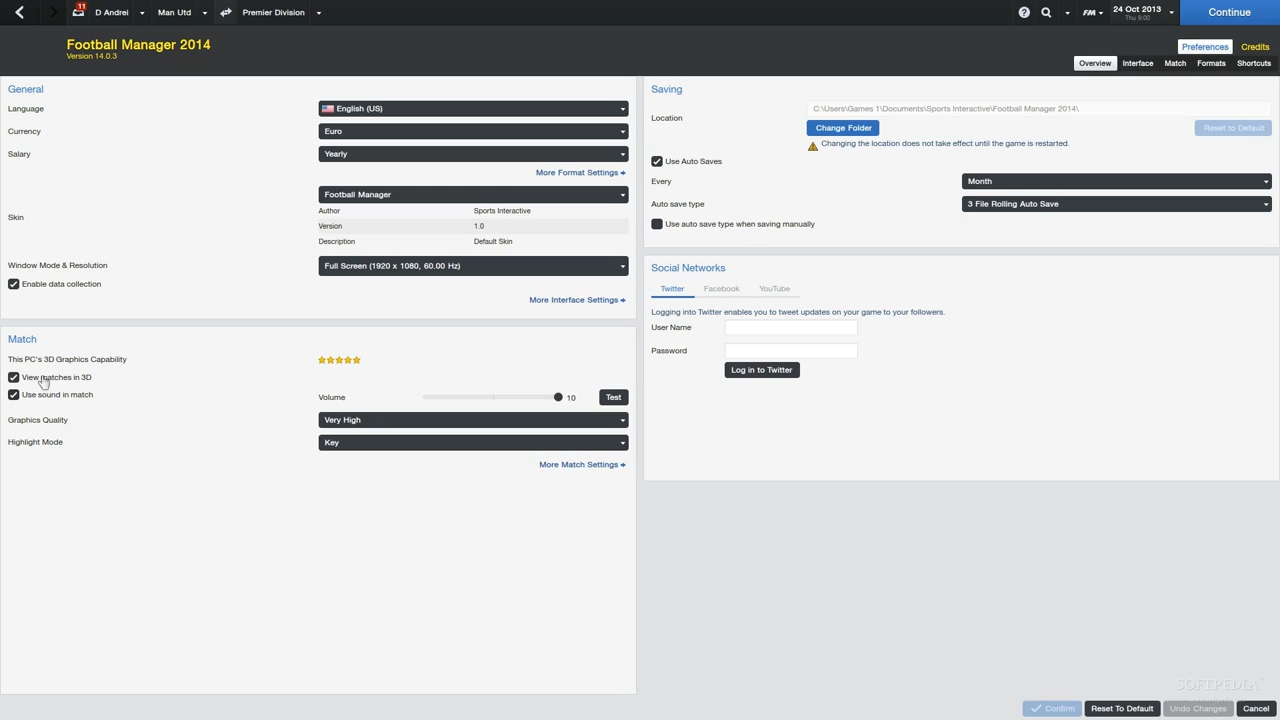 11
D Andrei
Man Utd
Premier Division
?
FM
24 Oct 2013
Thu 9:00
Continue
Football Manager 2014
Version 14.0.3
Preferences
Credits
Overview
Interface
Match
Formats
Shortcuts
General
Language
English (US)
Currency
Euro
Salary
Yearly
More Format Settings
Skin
Football Manager
Author
Sports Interactive
Version
1.0
Description
Default Skin
Window Mode & Resolution
Full Screen (1920 x 1080, 60.00 Hz)
Enable data collection
More Interface Settings
Match
This PC's 3D Graphics Capability
View matches in 3D
Use sound in match
Volume
10
Test
Graphics Quality
Very High
Highlight Mode
Key
More Match Settings
Saving
Location
C:\Users\Games 1\Documents\Sports Interactive\Football Manager 2014\
Change Folder
Reset to Default
Changing the location does not take effect until the game is restarted.
Use Auto Saves
Every
Month
Auto save type
3 File Rolling Auto Save
Use auto save type when saving manually
Social Networks
Twitter
Facebook
YouTube
Logging into Twitter enables you to tweet updates on your game to your followers.
User Name
Password
Log in to Twitter
SOFTPEDIA
Confirm
Reset To Default
Undo Changes
Cancel